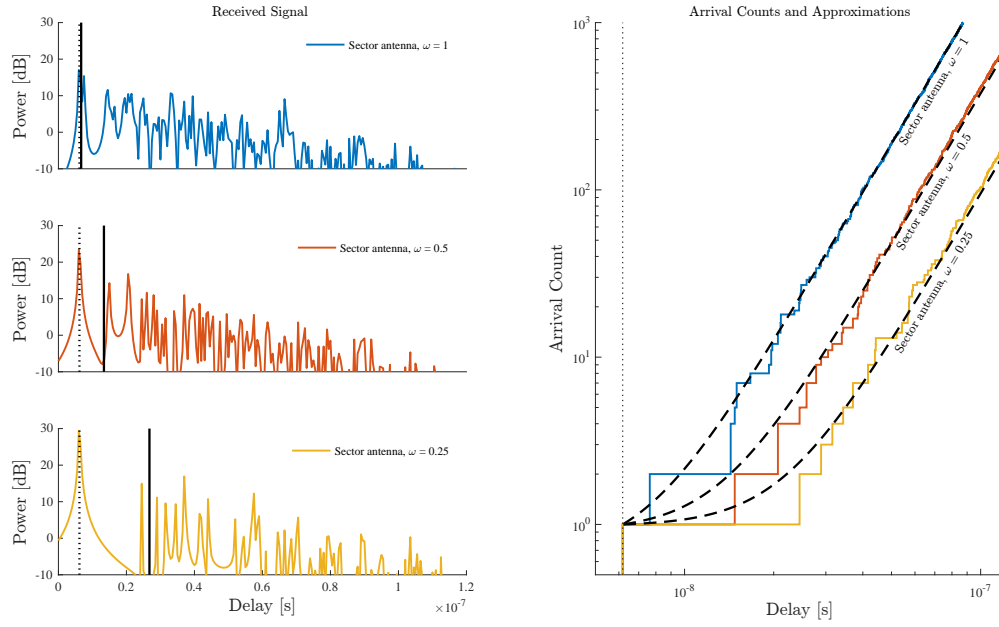 Received Signal
30
20
10
0
-10
Power [dB]
Sector antenna, ω = 1
30
20
10
0
-10
Power [dB]
Sector antenna, ω = 0.5
30
20
10
0
-10
Power [dB]
Sector antenna, ω = 0.25
0 0.2 0.4 0.6 0.8 1 1.2
Delay [s]
×10⁻⁷
Arrival Counts and Approximations
10³
10²
10¹
10⁰
Arrival Count
Sector antenna, ω = 1
Sector antenna, ω = 0.5
Sector antenna, ω = 0.25
10⁻⁸ 10⁻⁷
Delay [s]